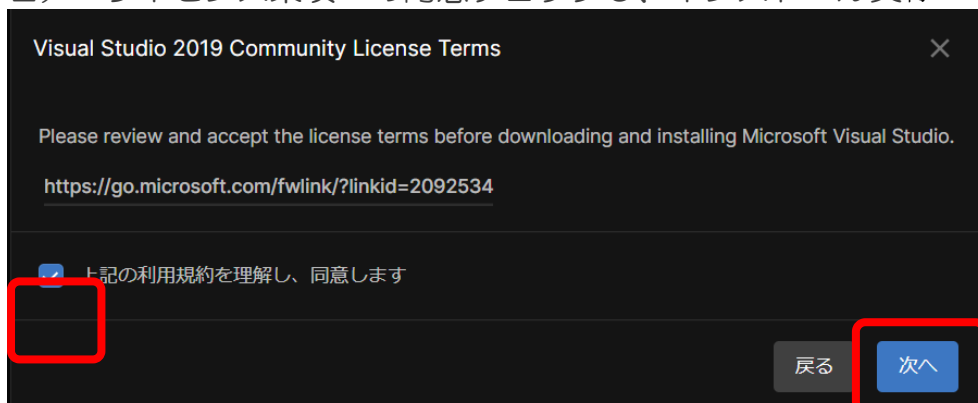 Visual Studio 2019 Community License Terms
Please review and accept the license terms before downloading and installing Microsoft Visual Studio.
https://go.microsoft.com/fwlink/?linkid=2092534
上記の利用規約を理解し、同意します
戻る
次へ